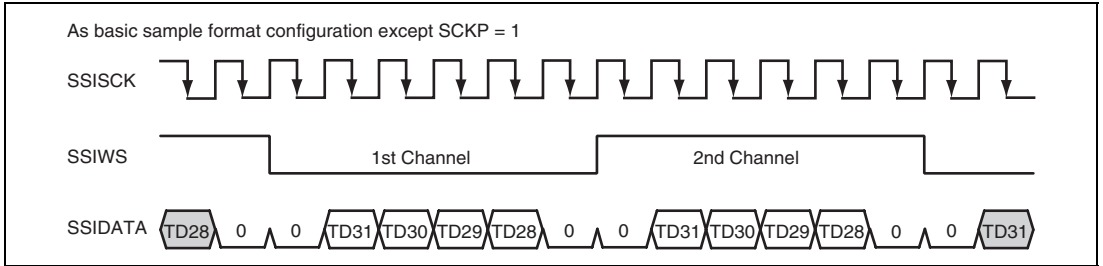 As basic sample format configuration except SCKP = 1
SSISCK
SSIWS 1st Channel 2nd Channel
SSIDATA TD28 0 0 TD31 TD30 TD29 TD28 0 0 TD31 TD30 TD29 TD28 0 0 TD31